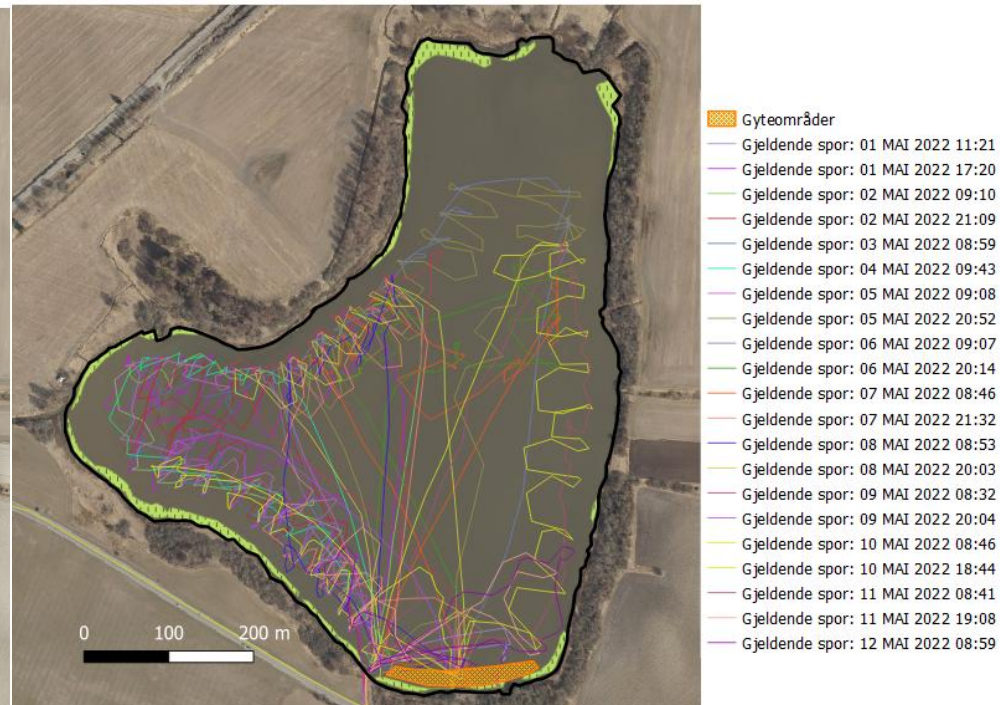 Gyteområder
Gjeldende spor: 01 MAI 2022 11:21
Gjeldende spor: 01 MAI 2022 17:20
Gjeldende spor: 02 MAI 2022 09:10
Gjeldende spor: 02 MAI 2022 21:09
Gjeldende spor: 03 MAI 2022 08:59
Gjeldende spor: 04 MAI 2022 09:43
Gjeldende spor: 05 MAI 2022 09:08
Gjeldende spor: 05 MAI 2022 20:52
Gjeldende spor: 06 MAI 2022 09:07
Gjeldende spor: 06 MAI 2022 20:14
Gjeldende spor: 07 MAI 2022 08:46
Gjeldende spor: 07 MAI 2022 21:32
Gjeldende spor: 08 MAI 2022 08:53
Gjeldende spor: 08 MAI 2022 20:03
Gjeldende spor: 09 MAI 2022 08:32
Gjeldende spor: 09 MAI 2022 20:04
Gjeldende spor: 10 MAI 2022 08:46
Gjeldende spor: 10 MAI 2022 18:44
Gjeldende spor: 11 MAI 2022 08:41
Gjeldende spor: 11 MAI 2022 19:08
Gjeldende spor: 12 MAI 2022 08:59
0 100 200 m